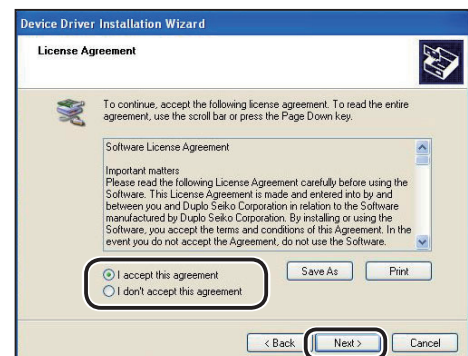 Device Driver Installation Wizard
License Agreement
To continue, accept the following license agreement. To read the entire
agreement, use the scroll bar or press the Page Down key.
Software License Agreement
Important matters
Please read the following License Agreement carefully before using the
Software. This License Agreement is made and entered into by and
between you and Duplo Seiko Corporation in relation to the Software
manufactured by Duplo Seiko Corporation. By installing or using the
Software, you accept the terms and conditions of this Agreement. In the
event you do not accept the Agreement, do not use the Software.
I accept this agreement
I don't accept this agreement
Save As
Print
< Back
Next >
Cancel